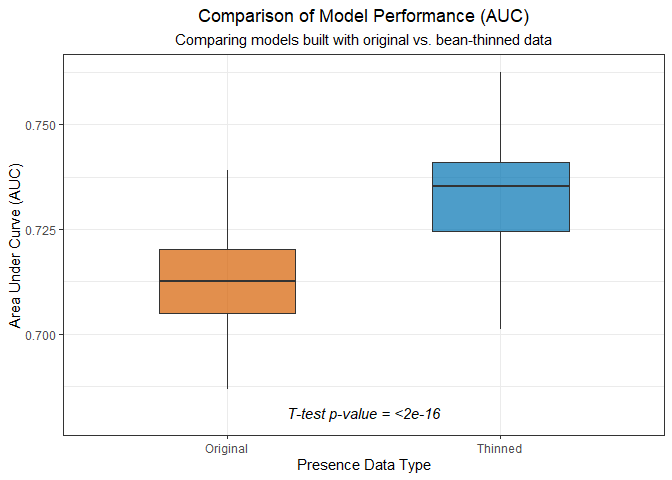 Comparison of Model Performance (AUC)
Comparing models built with original vs. bean-thinned data
Area Under Curve (AUC)
0.750
0.725
0.700
T-test p-value = <2e-16
Original
Thinned
Presence Data Type